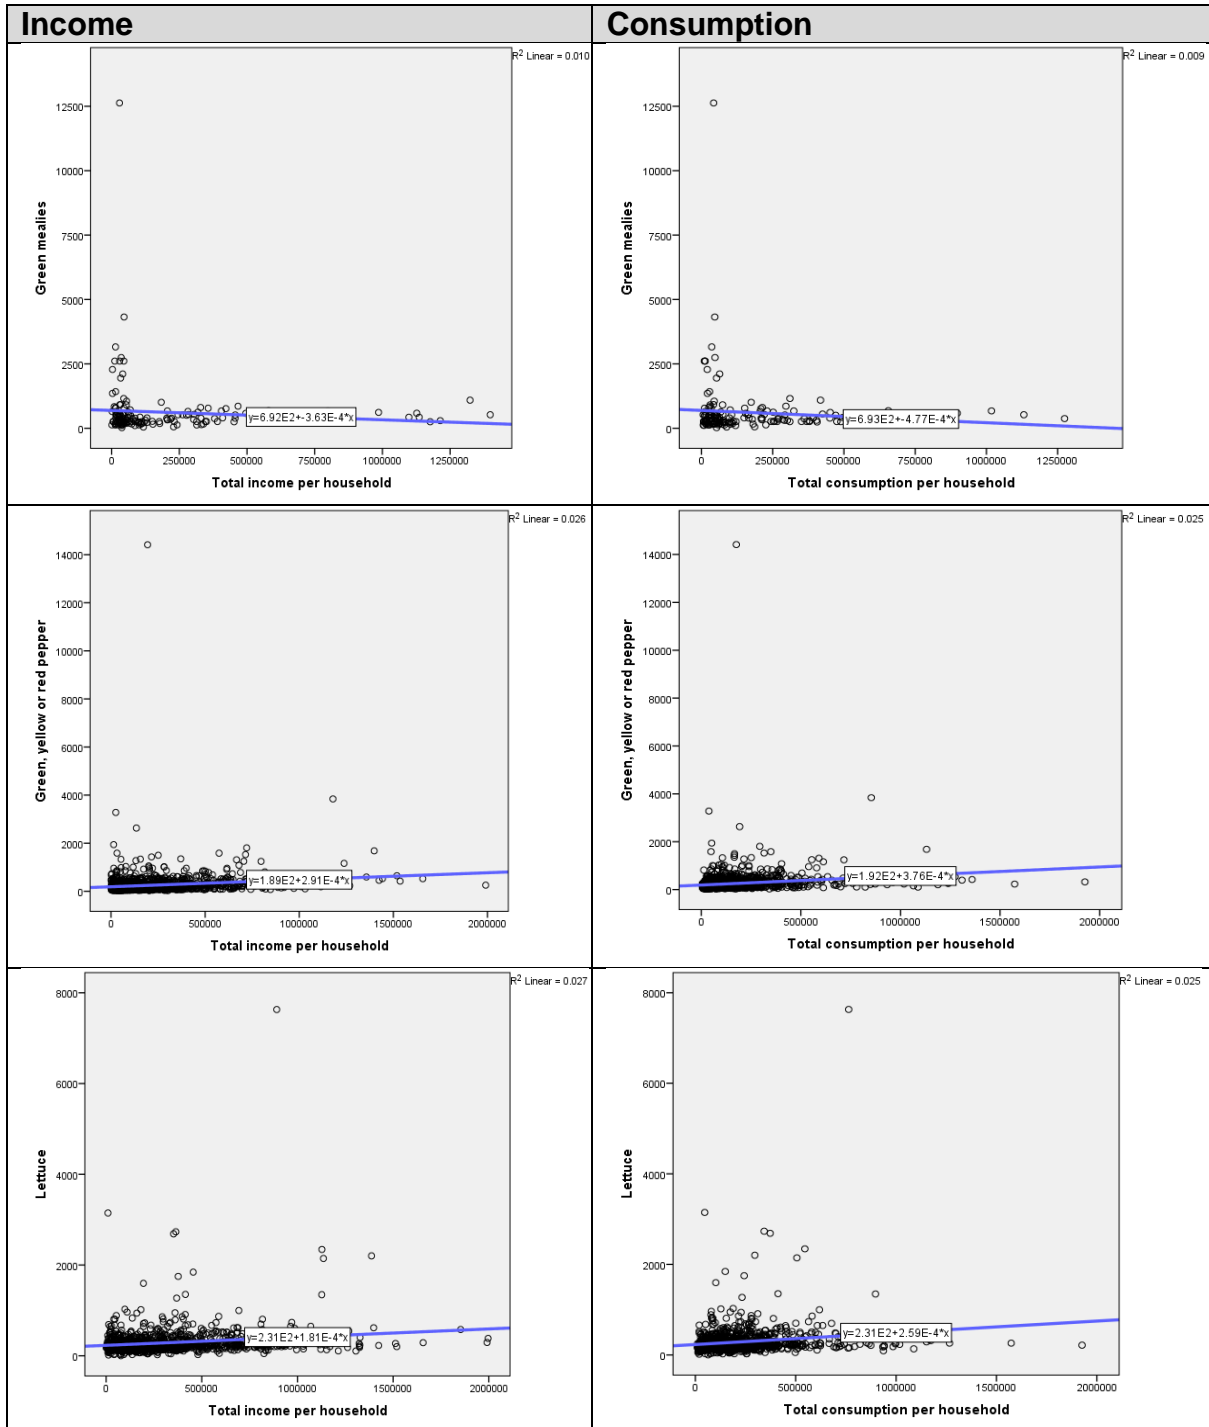 Income
Consumption
R² Linear = 0.010
12500
10000
7500
5000
2500
0
Green mealies
y=6.92E2+-3.63E-4*x
0 250000 500000 750000 1000000 1250000
Total income per household
R² Linear = 0.009
12500
10000
7500
5000
2500
0
Green mealies
y=6.93E2+-4.77E-4*x
0 250000 500000 750000 1000000 1250000
Total consumption per household
R² Linear = 0.026
14000
12000
10000
8000
6000
4000
2000
0
Green, yellow or red pepper
y=1.89E2+2.91E-4*x
0 500000 1000000 1500000 2000000
Total income per household
R² Linear = 0.025
14000
12000
10000
8000
6000
4000
2000
0
Green, yellow or red pepper
y=1.92E2+3.76E-4*x
0 500000 1000000 1500000 2000000
Total consumption per household
R² Linear = 0.027
8000
6000
4000
2000
0
Lettuce
y=2.31E2+1.81E-4*x
0 500000 1000000 1500000 2000000
Total income per household
R² Linear = 0.025
8000
6000
4000
2000
0
Lettuce
y=2.31E2+2.59E-4*x
0 500000 1000000 1500000 2000000
Total consumption per household